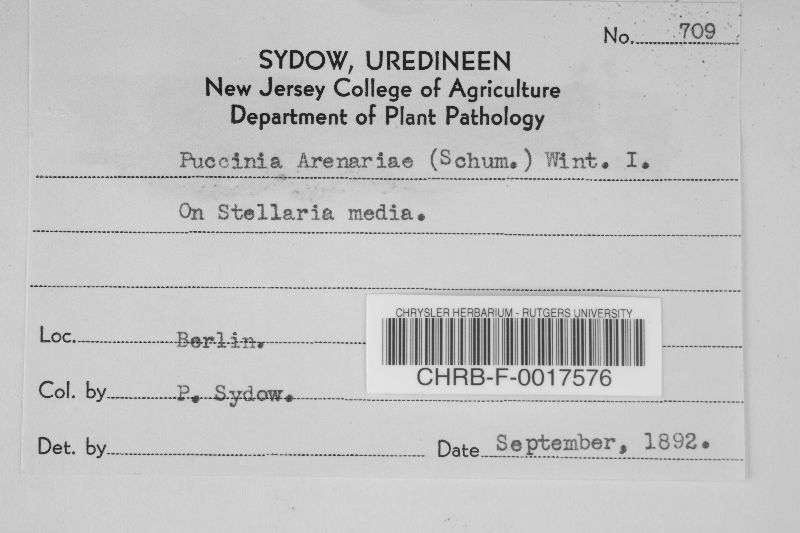 No. 709
SYDOW, UREDINEEN
New Jersey College of Agriculture
Department of Plant Pathology
Puccinia Arenariae (Schum.) Wint. I.
On Stellaria media.
CHRYSLER HERBARIUM - RUTGERS UNIVERSITY
CHRB-F-0017576
Loc. Berlin.
Col. by P. Sydow.
Det. by
Date September, 1892.